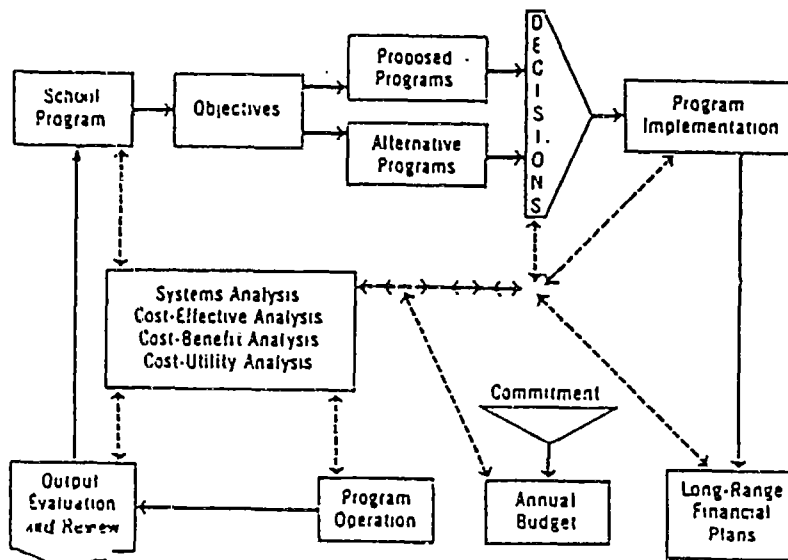 School
Program
Objectives
Proposed
Programs
Alternative
Programs
DECISIONS
Program
Implementation
Systems Analysis
Cost-Effective Analysis
Cost-Benefit Analysis
Cost-Utility Analysis
Commitment
Output
Evaluation
and Review
Program
Operation
Annual
Budget
Long-Range
Financial
Plans